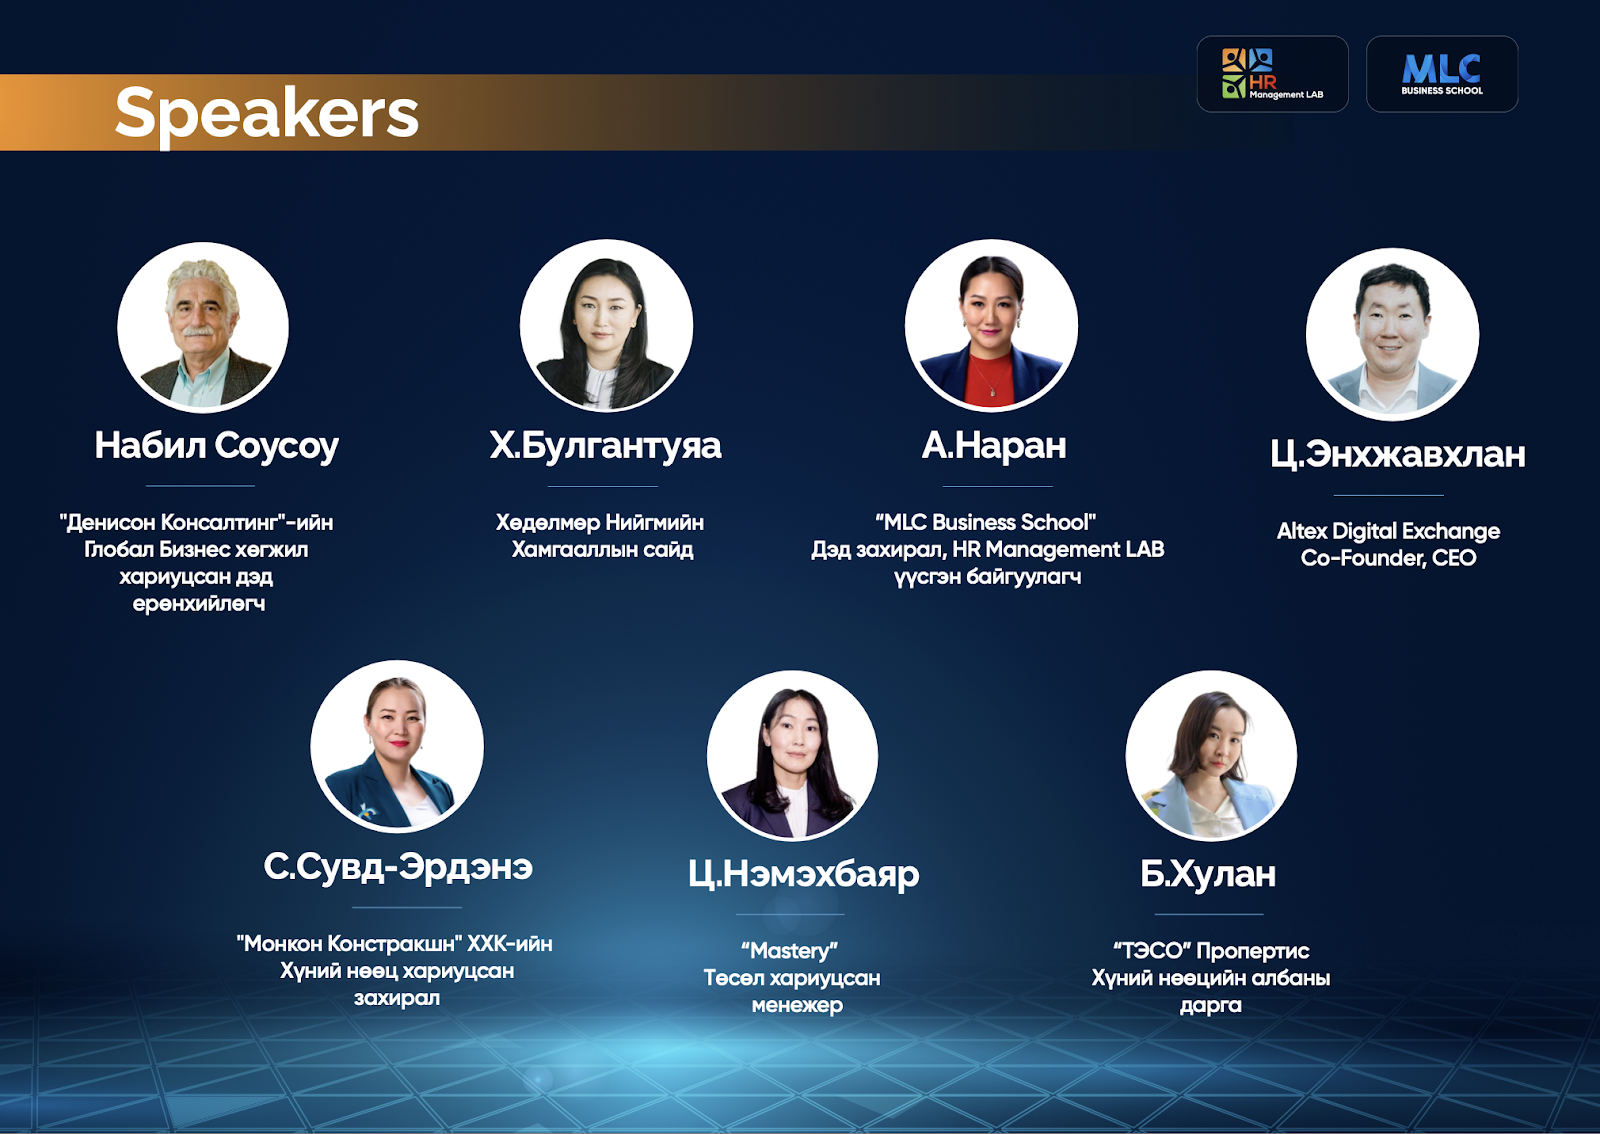 Speakers
HR
Management LAB
MLC
BUSINESS SCHOOL
Набил Соусоу
"Денисон Консалтинг"-ийн
Глобал Бизнес хөгжил
хариуцсан дэд
ерөнхийлөгч
Х.Булгантуяа
Хөдөлмөр Нийгмийн
Хамгааллын сайд
А.Наран
“MLC Business School"
Дэд захирал, HR Management LAB
үүсгэн байгуулагч
Ц.Энхжавхлан
Altex Digital Exchange
Co-Founder, CEO
С.Сувд-Эрдэнэ
"Монкон Констракшн" ХХК-ийн
Хүний нөөц хариуцсан
захирал
Ц.Нэмэхбаяр
“Mastery”
Төсөл хариуцсан
менежер
Б.Хулан
“ТЭСО” Пропертис
Хүний нөөцийн албаны
дарга